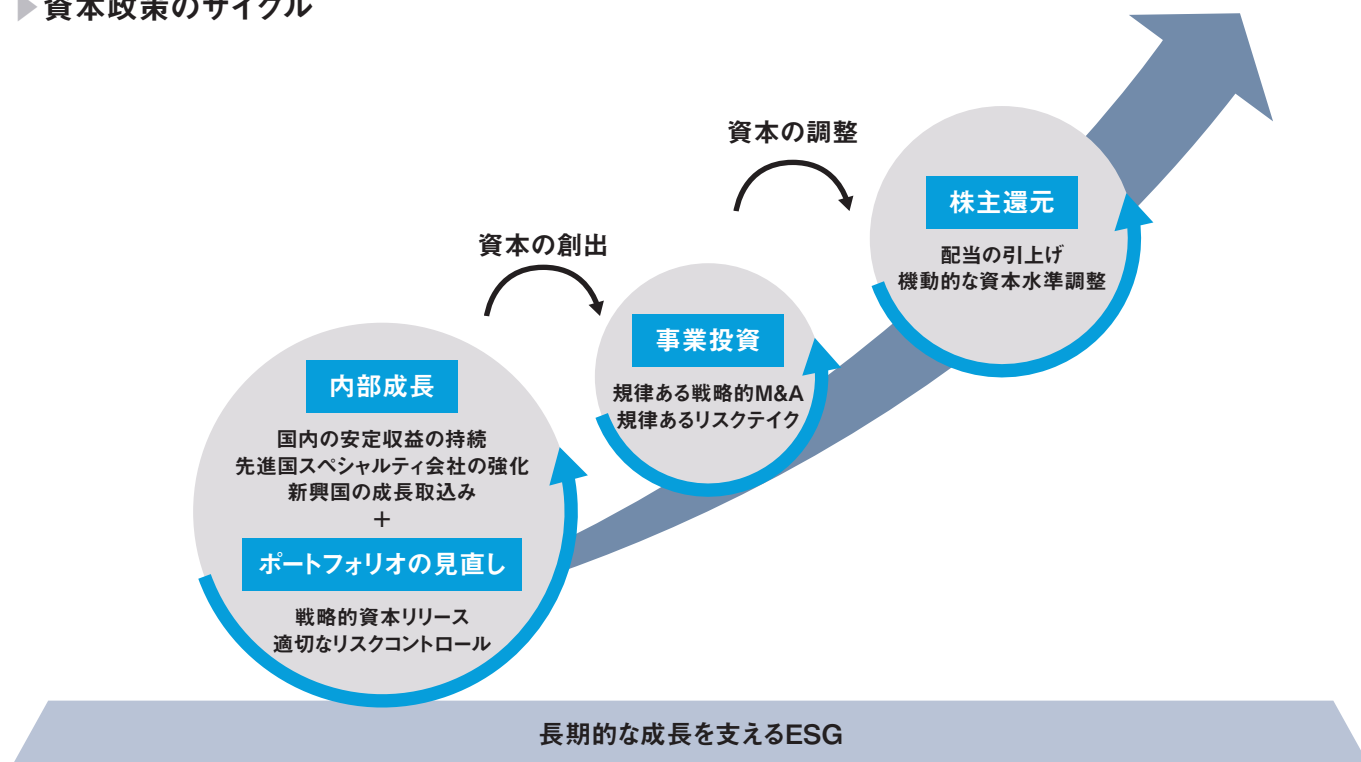 資本政策のサイクル
資本の調整
株主還元
配当の引上げ
機動的な資本水準調整
資本の創出
事業投資
規律ある戦略的M&A
規律あるリスクテイク
内部成長
国内の安定収益の持続
先進国スペシャルティ会社の強化
新興国の成長取込み
+
ポートフォリオの見直し
戦略的資本リリース
適切なリスクコントロール
長期的な成長を支えるESG